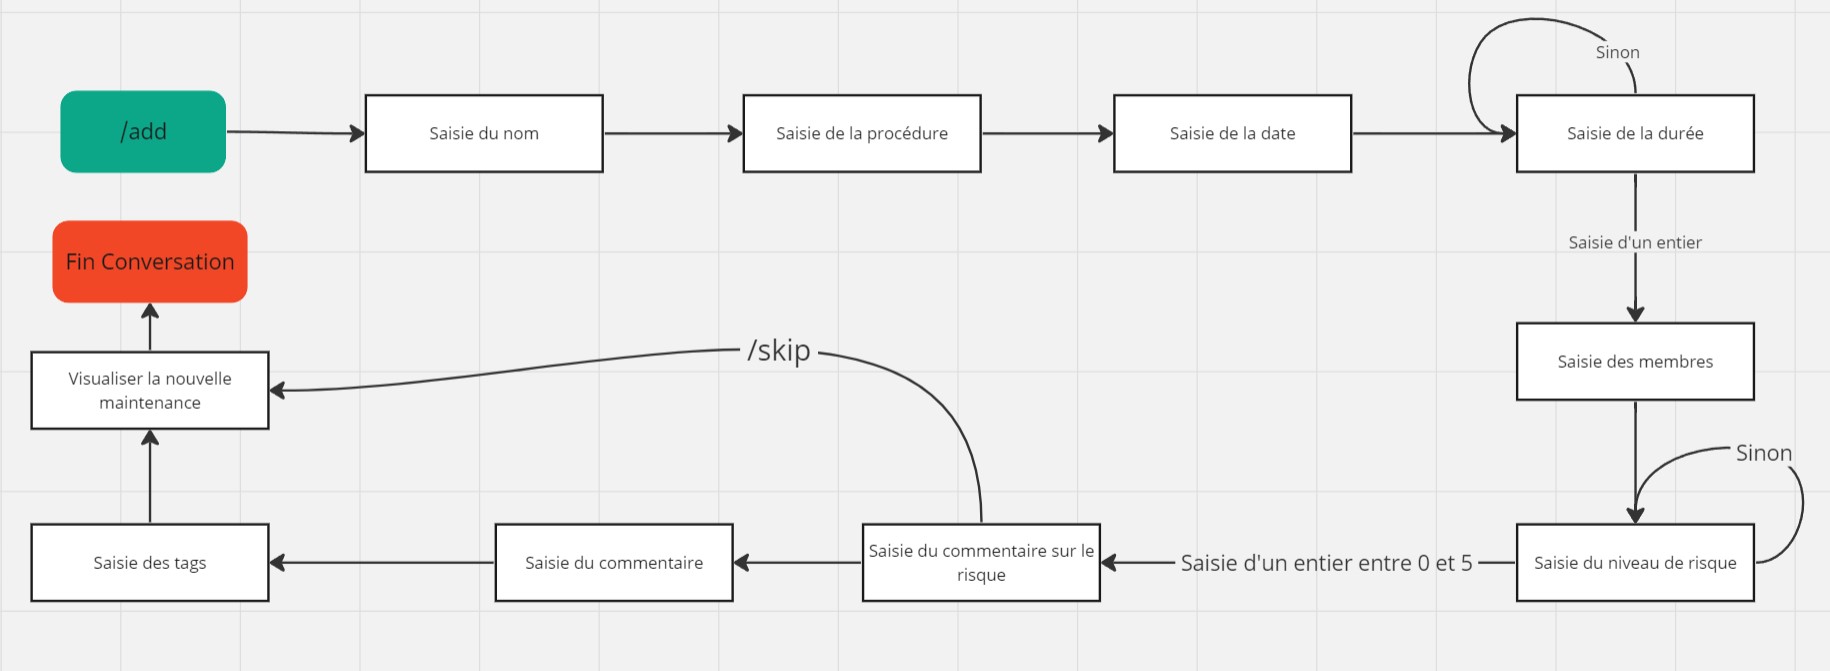 Sinon
/add
Saisie du nom
Saisie de la procédure
Saisie de la date
Saisie de la durée
Saisie d'un entier
Fin Conversation
/skip
Saisie des membres
Visualiser la nouvelle
maintenance
Sinon
Saisie des tags
Saisie du commentaire
Saisie du commentaire sur le
risque
Saisie d'un entier entre 0 et 5
Saisie du niveau de risque